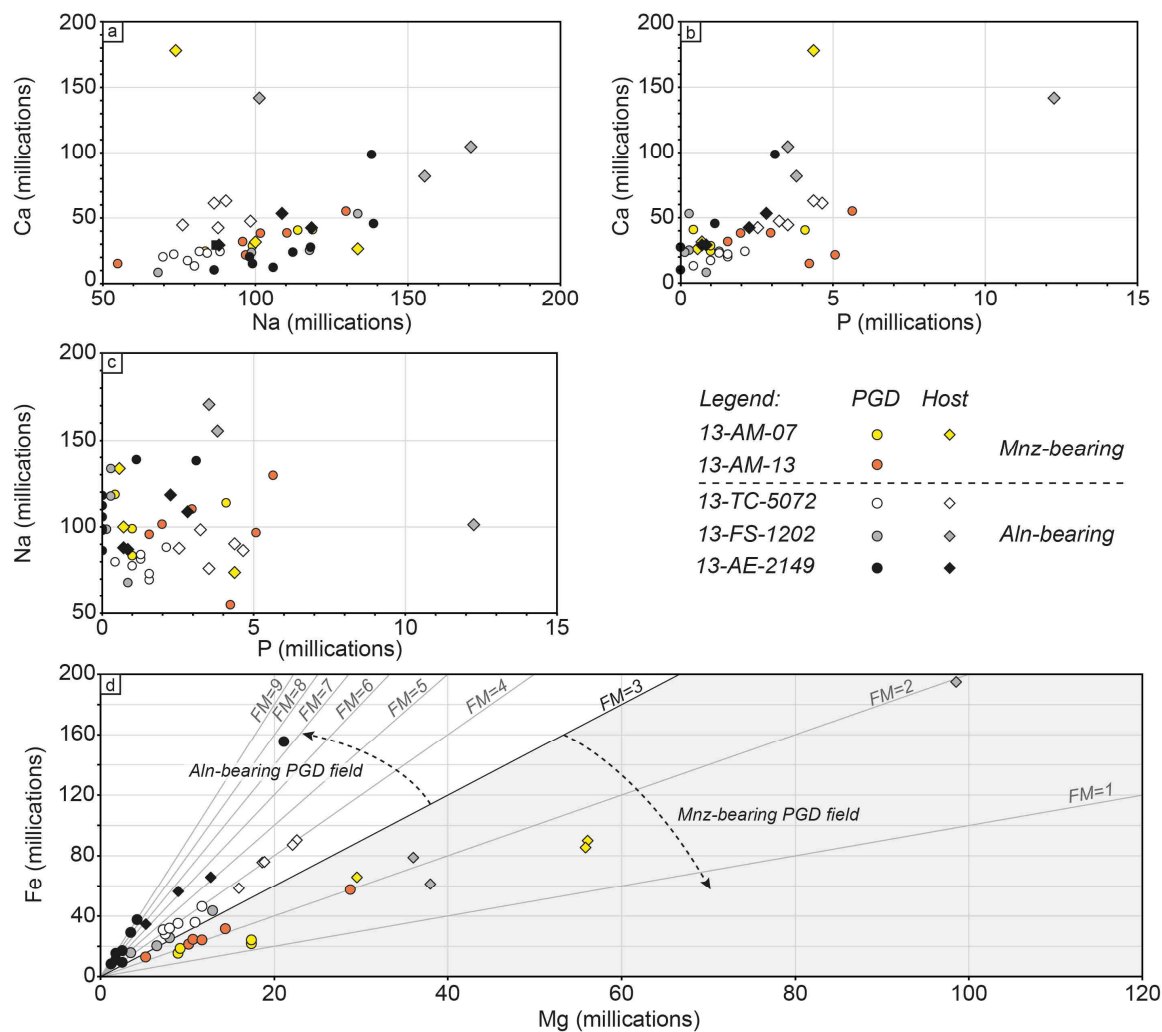 a
200
150
100
50
0
Ca (millications)
50
100
150
200
Na (millications)
b
200
150
100
50
0
Ca (millications)
0
5
10
15
P (millications)
c
200
150
100
50
Na (millications)
0
5
10
15
P (millications)
Legend: PGD Host
13-AM-07
13-AM-13
Mnz-bearing
13-TC-5072
13-FS-1202
13-AE-2149
Aln-bearing
d
200
160
120
80
40
0
Fe (millications)
FM=9
FM=8
FM=7
FM=6
FM=5
FM=4
FM=3
FM=2
FM=1
Aln-bearing PGD field
Mnz-bearing PGD field
0
20
40
60
80
100
120
Mg (millications)